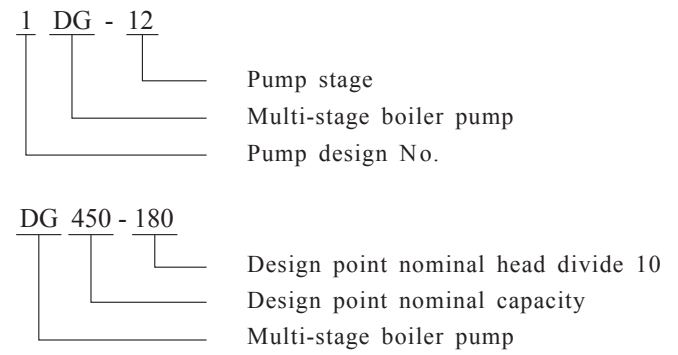 1 DG - 12
Pump stage
Multi-stage boiler pump
Pump design No.
DG 450 - 180
Design point nominal head divide 10
Design point nominal capacity
Multi-stage boiler pump